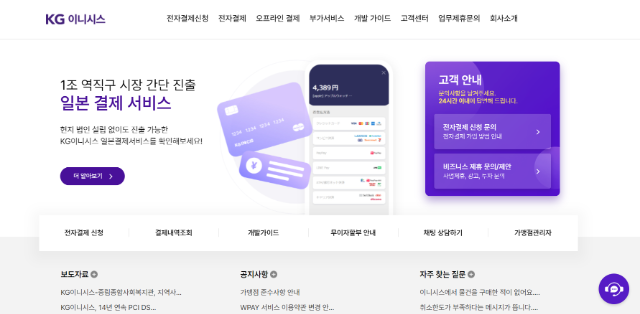 KG 이니시스
전자결제신청 전자결제 오프라인 결제 부가서비스 개발 가이드 고객센터 업무제휴문의 회사소개
1조 역직구 시장 간단 진출
일본 결제 서비스
현지 법인 설립 없이도 진출 가능한
KG이니시스 일본결제서비스를 확인해보세요!
더 알아보기
4,389 円
고객 안내
문의사항을 남겨주세요.
24시간 이내에 답변해 드립니다.
전자결제 신청 문의
전자결제 가입 방법 안내
비즈니스 제휴 문의/제안
사업제휴, 광고, 투자 문의
전자결제 신청 결제내역조회 개발가이드 무이자할부 안내 채팅 상담하기 가맹점관리자
보도자료
KG이니시스-중림종합사회복지관, 지역사...
KG이니시스, 14년 연속 PCI DS...
공지사항
가맹점 준수사항 안내
WPAY 서비스 이용약관 변경 안...
자주 찾는 질문
이니시스에서 물건을 구매한 적이 없어요....
취소한도가 부족하다는 메시지가 뜹니다....